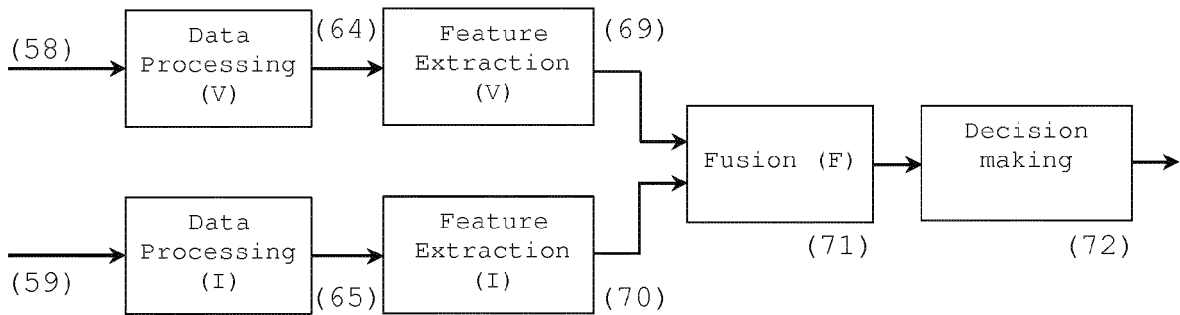 (58)
Data
Processing
(V)
(64)
Feature
Extraction
(V)
(69)
Fusion (F)
(71)
Decision
making
(72)
(59)
Data
Processing
(I)
(65)
Feature
Extraction
(I)
(70)